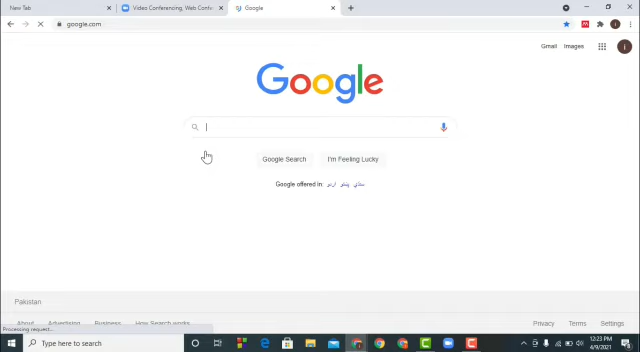 New Tab
Video Conferencing, Web Conf
Google
google.com
Gmail
Images
Google
Google Search
I'm Feeling Lucky
Google offered in: اردو پښتو سنڌي
Pakistan
About
Advertising
Business
How Search works
Privacy
Terms
Settings
Processing request...
Type here to search
12:23 PM
4/9/2021